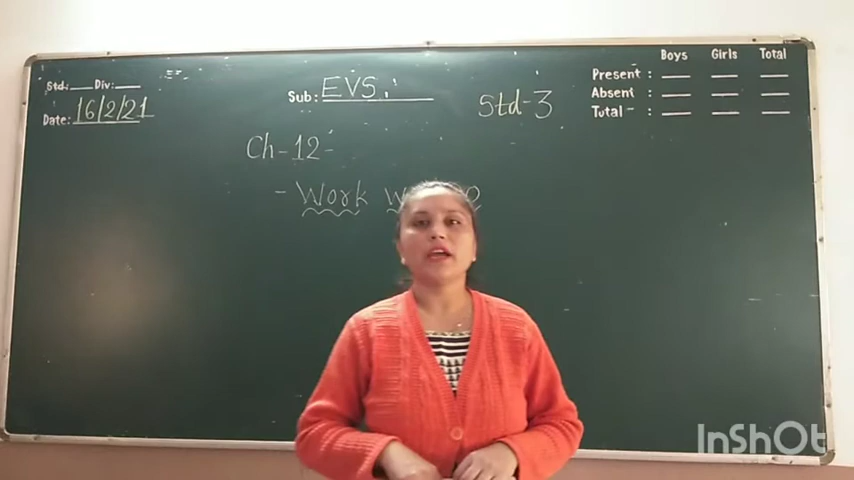 Std: Div:
Date: 16/2/21
Sub: EVS
Std-3
Boys Girls Total
Present :
Absent :
Total :
Ch-12-
- Work
InShOT